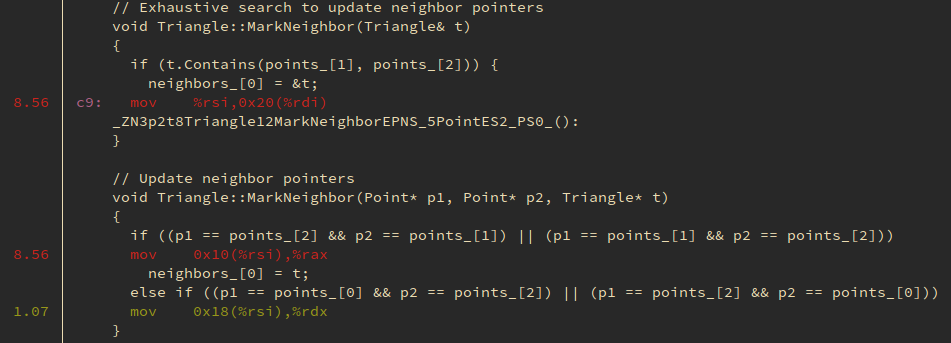 // Exhaustive search to update neighbor pointers
void Triangle::MarkNeighbor(Triangle& t)
{
if (t.Contains(points_[1], points_[2])) {
neighbors_[0] = &t;
8.56 c9: mov %rsi,0x20(%rdi)
_ZN3p2t8Triangle12MarkNeighborEPNS_5PointES2_PS0_():
}
// Update neighbor pointers
void Triangle::MarkNeighbor(Point* p1, Point* p2, Triangle* t)
{
if ((p1 == points_[2] && p2 == points_[1]) || (p1 == points_[1] && p2 == points_[2]))
8.56 mov 0x10(%rsi),%rax
neighbors_[0] = t;
else if ((p1 == points_[0] && p2 == points_[2]) || (p1 == points_[2] && p2 == points_[0]))
1.07 mov 0x18(%rsi),%rdx
}